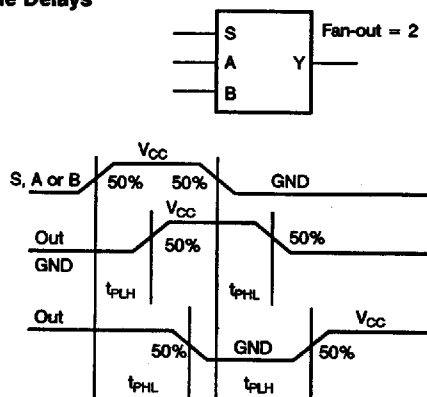 S Fan-out = 2
A Y
B
VCC
S, A or B 50% 50% GND
VCC
Out 50% 50%
GND
tPLH tPHL
Out VCC
50% GND 50%
tPHL tPLH